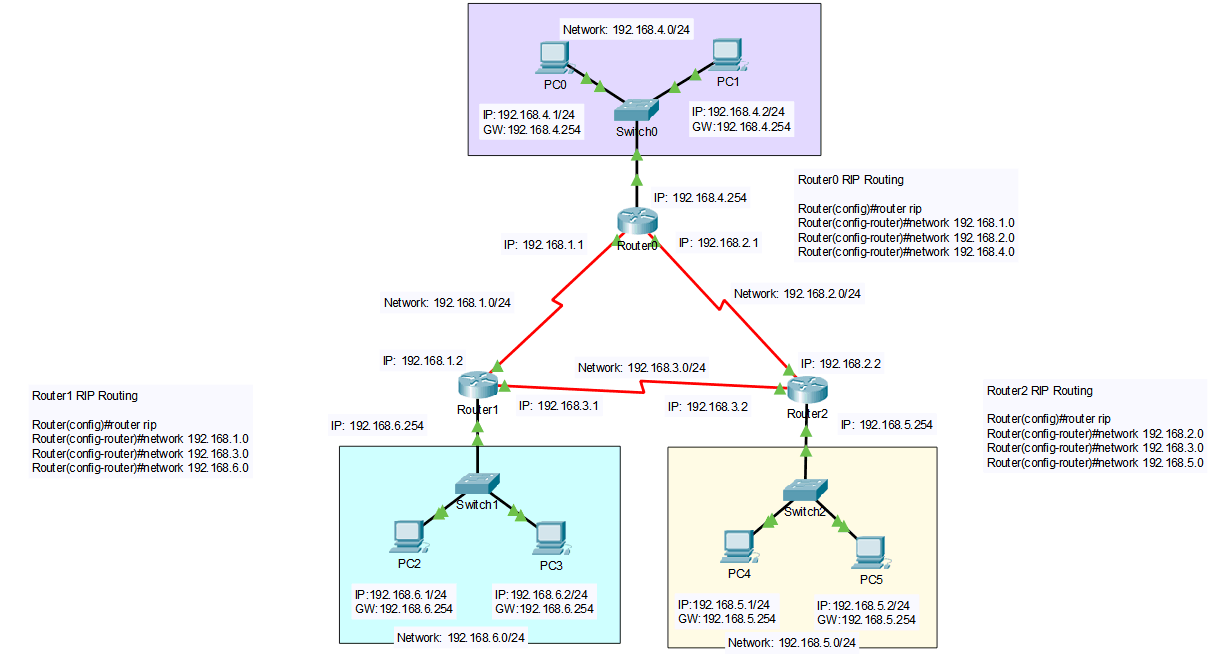 Network: 192.168.4.0/24
PC0
PC1
IP:192.168.4.1/24
GW:192.168.4.254
IP:192.168.4.2/24
GW:192.168.4.254
Switch0
IP: 192.168.4.254
Router0 RIP Routing
Router(config)#router rip
Router(config-router)#network 192.168.1.0
Router(config-router)#network 192.168.2.0
Router(config-router)#network 192.168.4.0
IP: 192.168.1.1
Router0
IP: 192.168.2.1
Network: 192.168.1.0/24
Network: 192.168.2.0/24
IP: 192.168.1.2
Network: 192.168.3.0/24
IP: 192.168.2.2
Router1 RIP Routing
Router(config)#router rip
Router(config-router)#network 192.168.1.0
Router(config-router)#network 192.168.3.0
Router(config-router)#network 192.168.6.0
Router1
IP: 192.168.3.1
IP: 192.168.3.2
Router2
Router2 RIP Routing
Router(config)#router rip
Router(config-router)#network 192.168.2.0
Router(config-router)#network 192.168.3.0
Router(config-router)#network 192.168.5.0
IP: 192.168.6.254
IP: 192.168.5.254
Switch1
PC2
PC3
IP:192.168.6.1/24
GW:192.168.6.254
IP:192.168.6.2/24
GW:192.168.6.254
Network: 192.168.6.0/24
Switch2
PC4
PC5
IP:192.168.5.1/24
GW:192.168.5.254
IP:192.168.5.2/24
GW:192.168.5.254
Network: 192.168.5.0/24